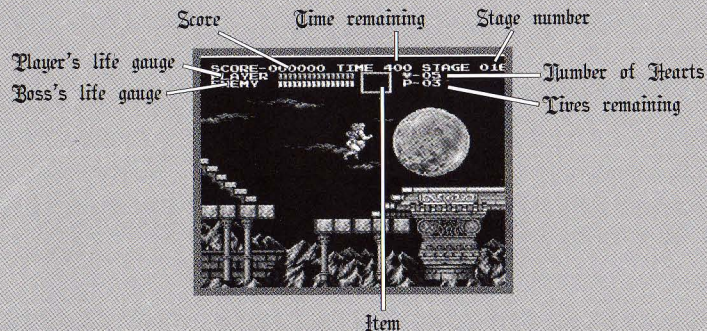 Score Time remaining Stage number
Player's life gauge
Boss's life gauge
SCORE-000000 TIME 400 STAGE 016
PLAYER ♥-05
ENEMY P-03
Number of Hearts
Lives remaining
Item